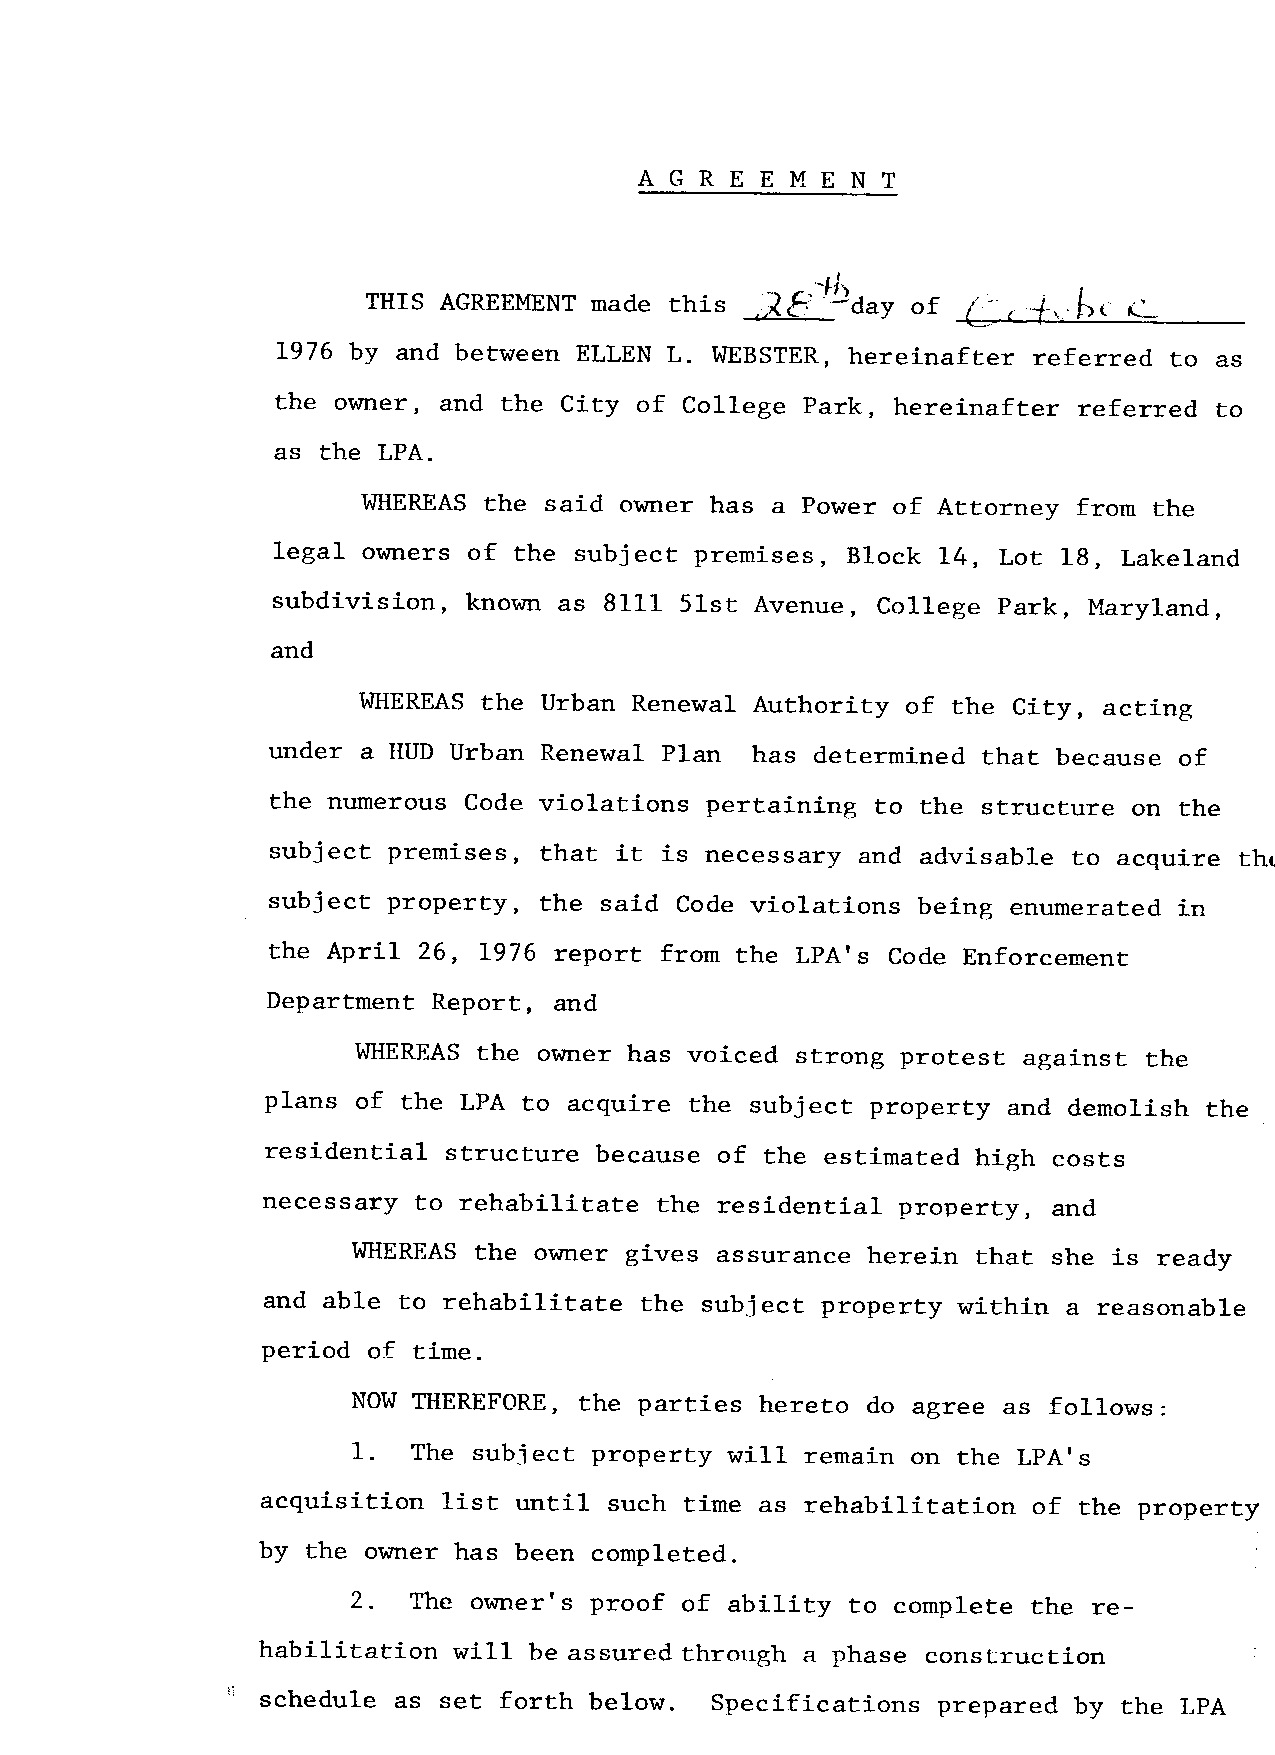 A G R E E M E N T
THIS AGREEMENT made this 28th day of October
1976 by and between ELLEN L. WEBSTER, hereinafter referred to as
the owner, and the City of College Park, hereinafter referred to
as the LPA.
WHEREAS the said owner has a Power of Attorney from the
legal owners of the subject premises, Block 14, Lot 18, Lakeland
subdivision, known as 8111 51st Avenue, College Park, Maryland,
and
WHEREAS the Urban Renewal Authority of the City, acting
under a HUD Urban Renewal Plan has determined that because of
the numerous Code violations pertaining to the structure on the
subject premises, that it is necessary and advisable to acquire the
subject property, the said Code violations being enumerated in
the April 26, 1976 report from the LPA's Code Enforcement
Department Report, and
WHEREAS the owner has voiced strong protest against the
plans of the LPA to acquire the subject property and demolish the
residential structure because of the estimated high costs
necessary to rehabilitate the residential property, and
WHEREAS the owner gives assurance herein that she is ready
and able to rehabilitate the subject property within a reasonable
period of time.
NOW THEREFORE, the parties hereto do agree as follows:
1. The subject property will remain on the LPA's
acquisition list until such time as rehabilitation of the property
by the owner has been completed.
2. The owner's proof of ability to complete the re-
habilitation will be assured through a phase construction
schedule as set forth below. Specifications prepared by the LPA